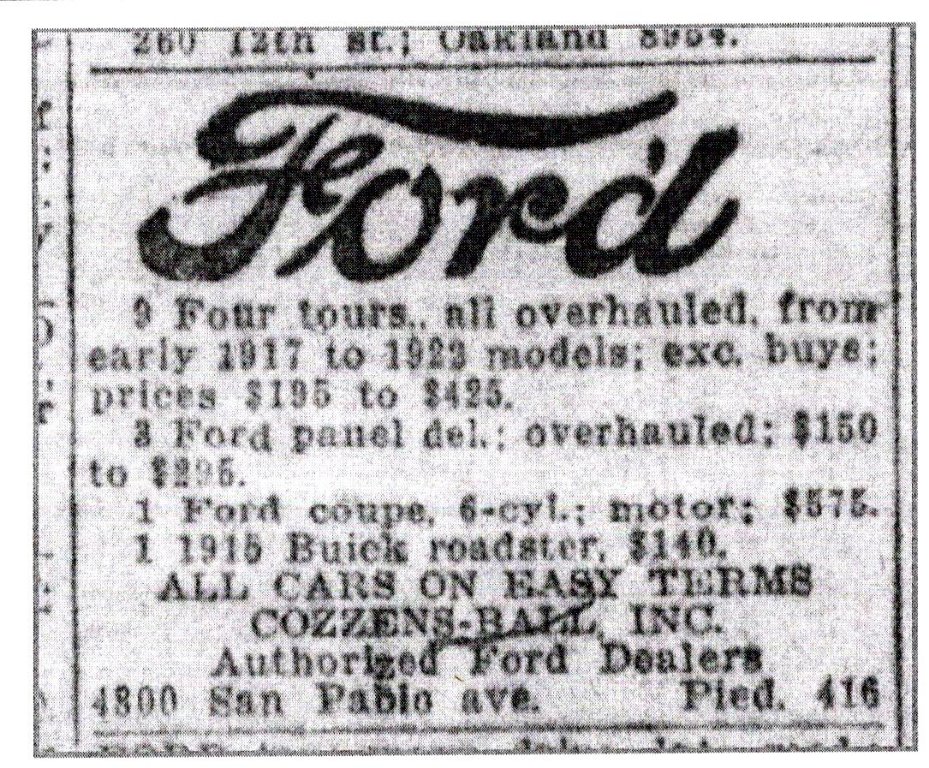 260 12th st.; Oakland 8964.
Ford
9 Four tours., all overhauled, from
early 1917 to 1923 models; exc. buys;
prices $195 to $425.
3 Ford panel del.; overhauled; $150
to $295.
1 Ford coupe, 6-cyl.; motor; $575.
1 1915 Buick roadster, $140.
ALL CARS ON EASY TERMS
COZZENS-BALL, INC.
Authorized Ford Dealers
4800 San Pablo ave. Pied. 416